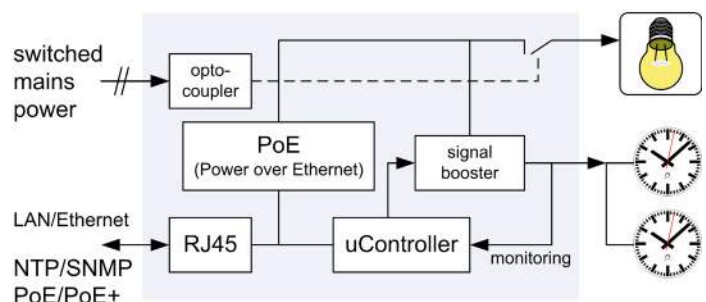 switched
mains
power
opto-
coupler
PoE
(Power over Ethernet)
signal
booster
LAN/Ethernet
RJ45
uController
monitoring
NTP/SNMP
PoE/PoE+